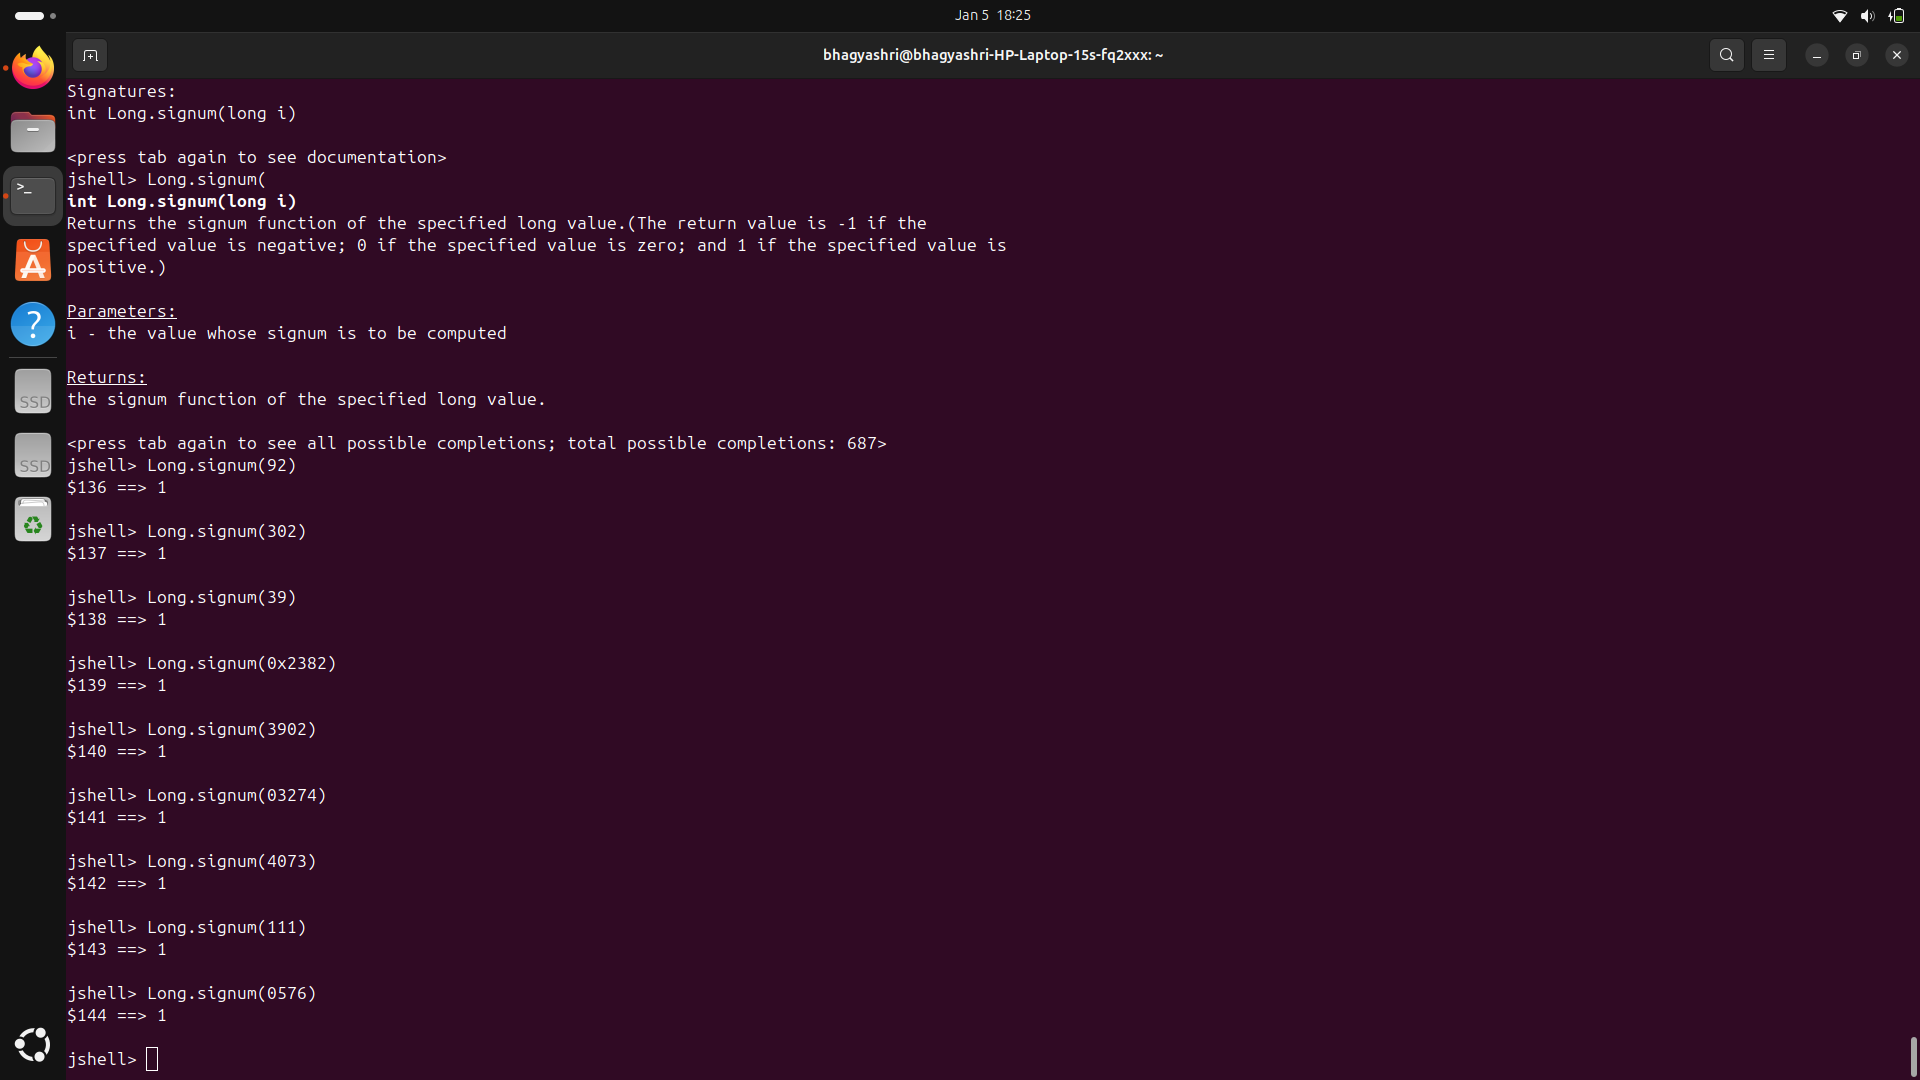 Jan 5 18:25
bhagyashri@bhagyashri-HP-Laptop-15s-fq2xxx: ~
Signatures:
int Long.signum(long i)
<press tab again to see documentation>
jshell> Long.signum(
int Long.signum(long i)
Returns the signum function of the specified long value.(The return value is -1 if the
specified value is negative; 0 if the specified value is zero; and 1 if the specified value is
positive.)
Parameters:
i - the value whose signum is to be computed
Returns:
the signum function of the specified long value.
<press tab again to see all possible completions; total possible completions: 687>
jshell> Long.signum(92)
$136 ==> 1
jshell> Long.signum(302)
$137 ==> 1
jshell> Long.signum(39)
$138 ==> 1
jshell> Long.signum(0x2382)
$139 ==> 1
jshell> Long.signum(3902)
$140 ==> 1
jshell> Long.signum(03274)
$141 ==> 1
jshell> Long.signum(4073)
$142 ==> 1
jshell> Long.signum(111)
$143 ==> 1
jshell> Long.signum(0576)
$144 ==> 1
jshell>
>_
?
SSD
SSD